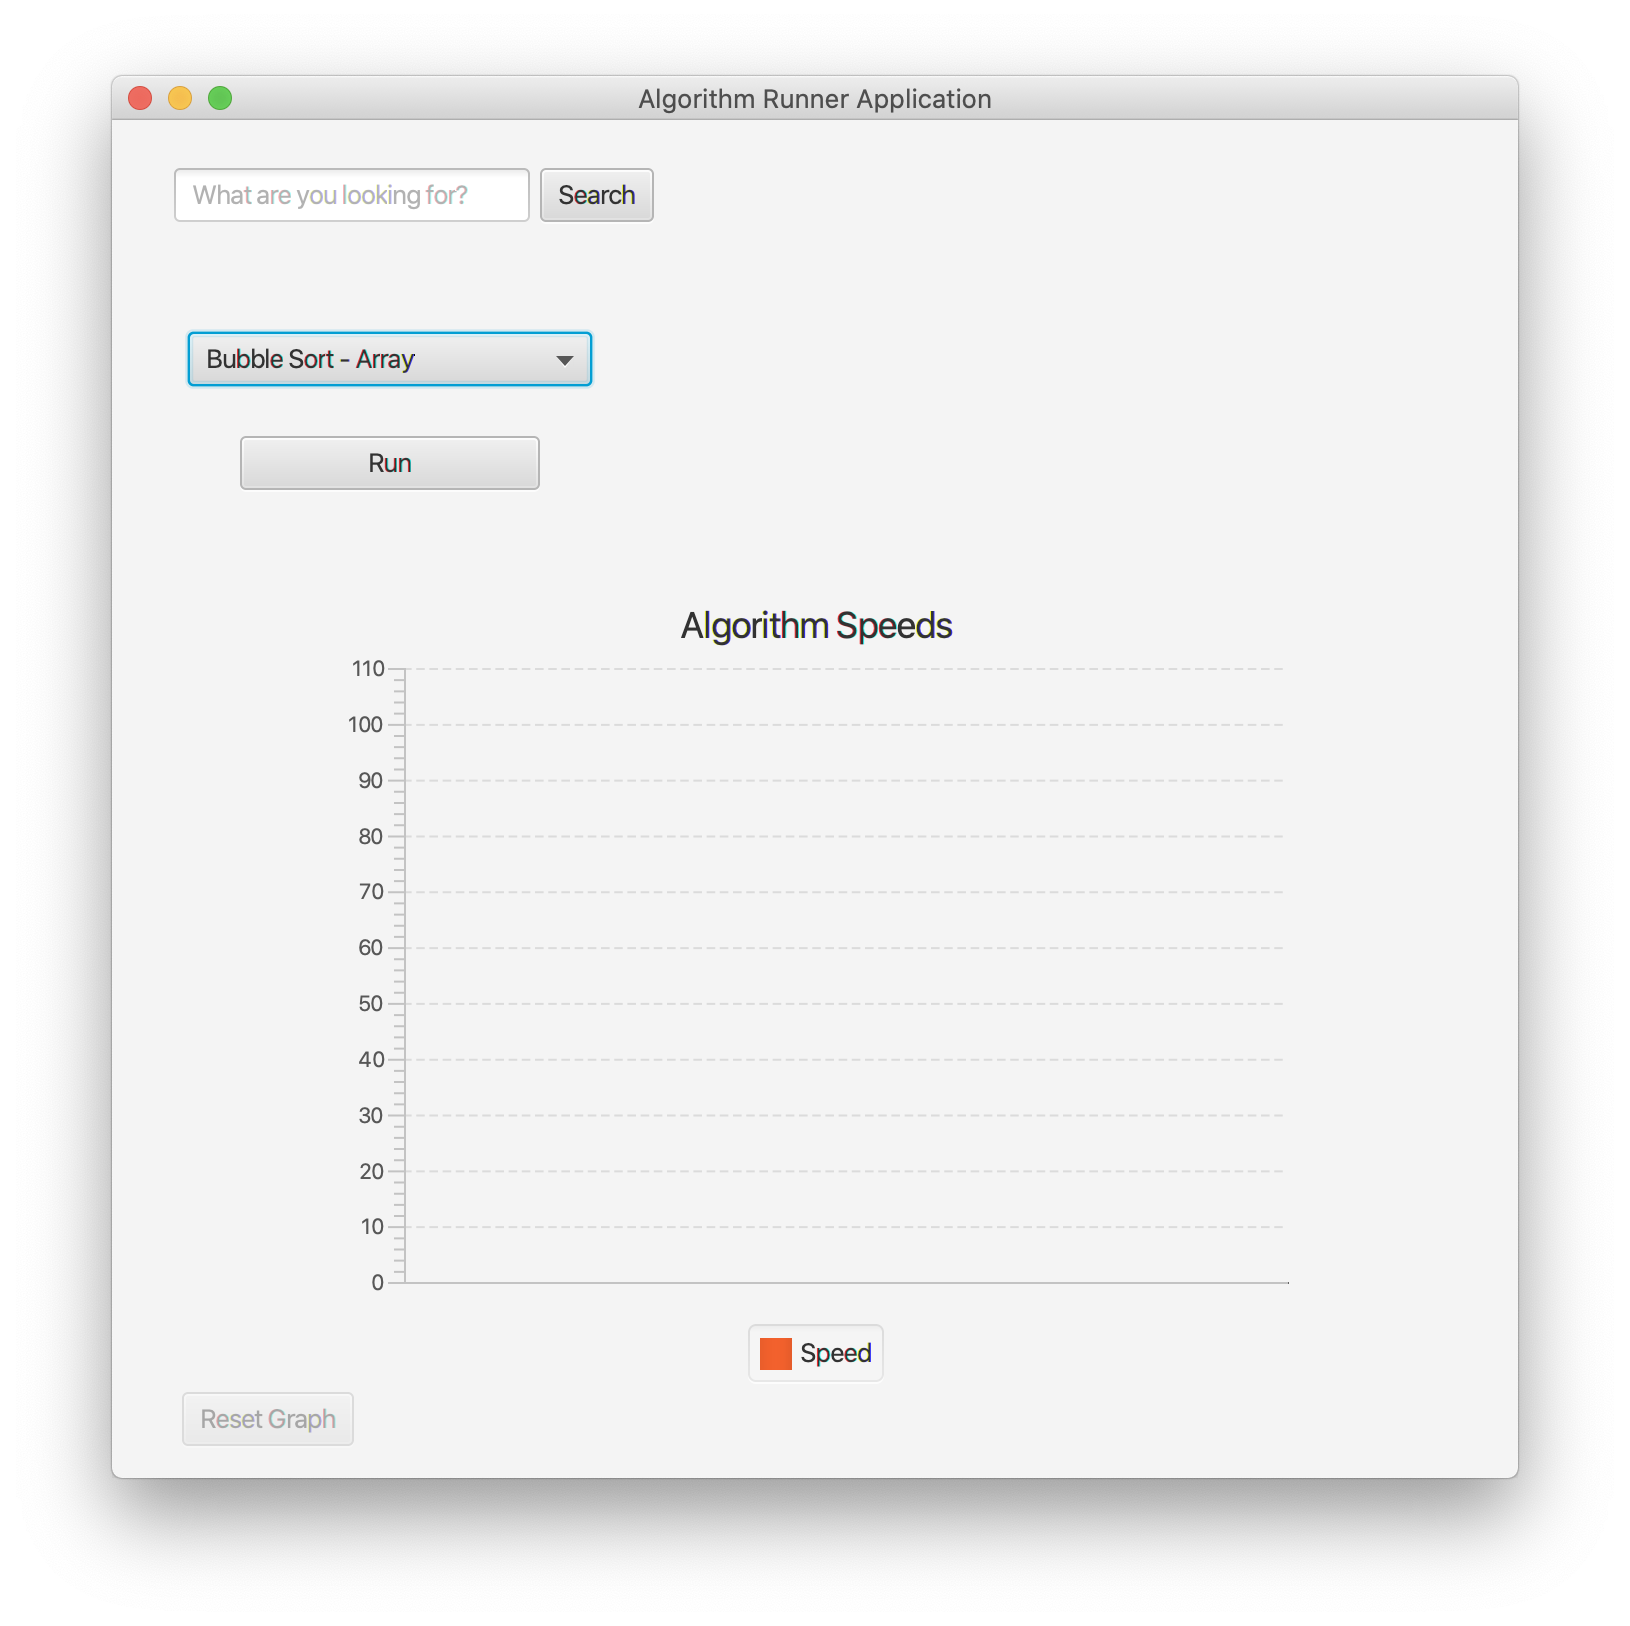 Algorithm Runner Application
What are you looking for?
Search
Bubble Sort - Array
Run
Algorithm Speeds
110
100
90
80
70
60
50
40
30
20
10
0
Speed
Reset Graph